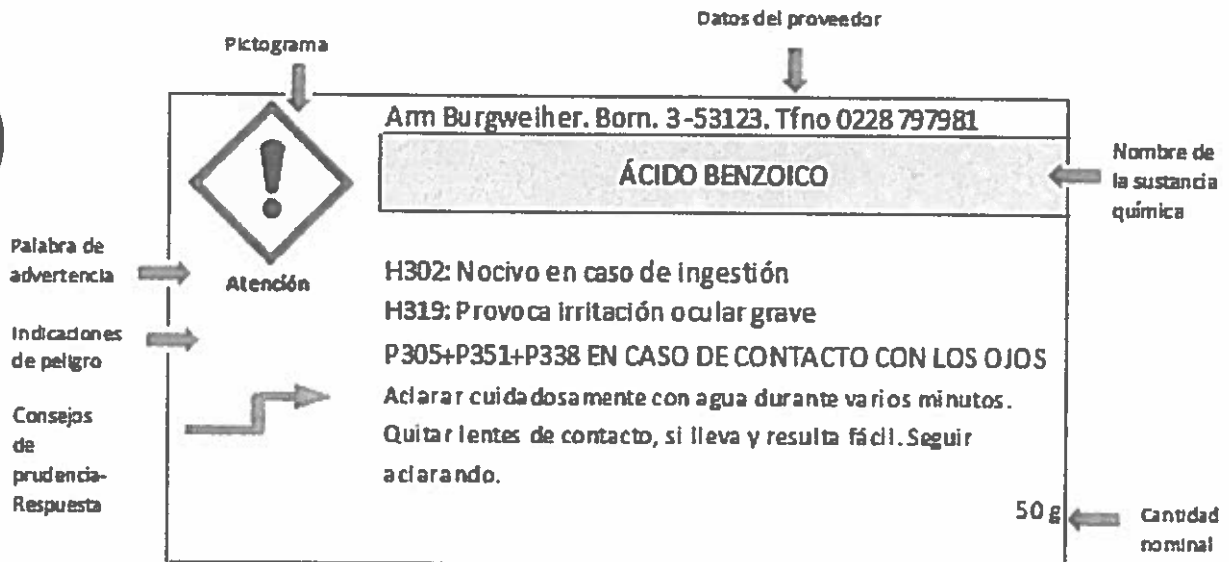 Datos del proveedor
Pictograma
Arm Burgweiher. Born. 3-53123. Tfno 0228 797981
ÁCIDO BENZOICO
Nombre de
la sustancia
química
Palabra de
advertencia
Atención
H302: Nocivo en caso de ingestión
H319: Provoca irritación ocular grave
Indicaciones
de peligro
P305+P351+P338 EN CASO DE CONTACTO CON LOS OJOS
Aclarar cuidadosamente con agua durante varios minutos.
Quitar lentes de contacto, si lleva y resulta fácil. Seguir
aclarando.
Consejos
de
prudencia-
Respuesta
50 g
Cantidad
nominal